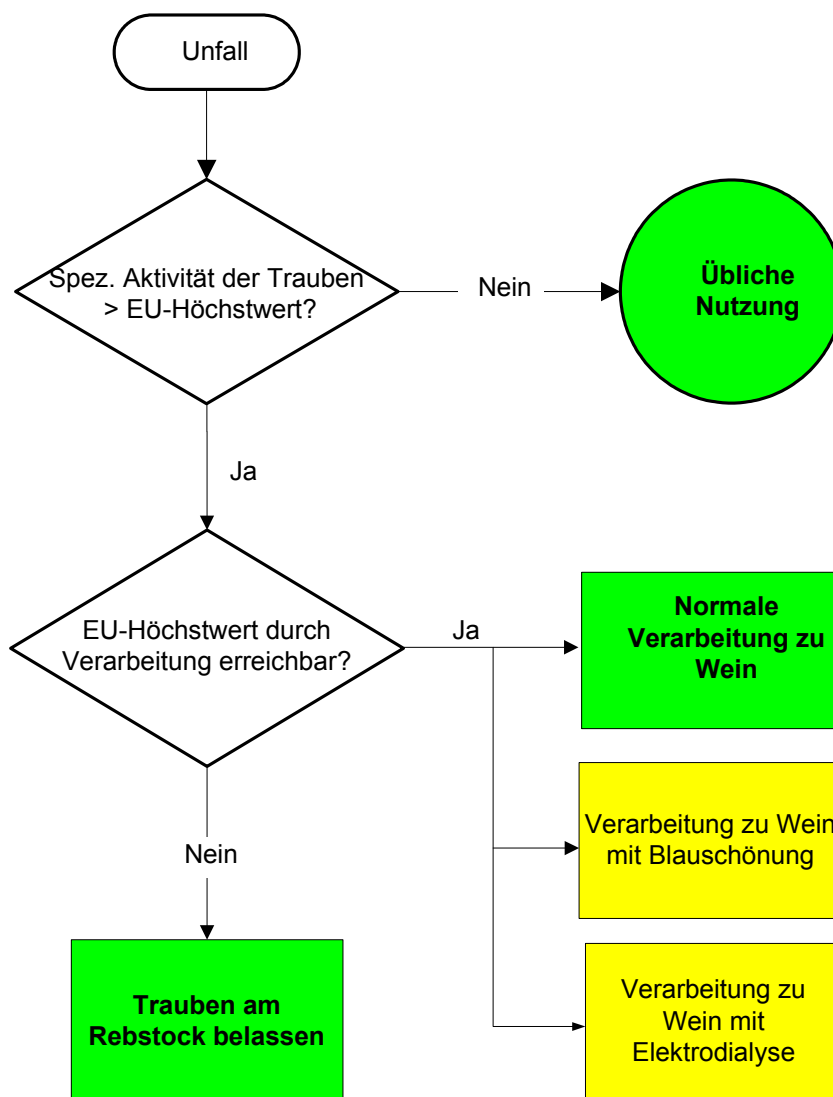 Unfall
Spez. Aktivität der Trauben
> EU-Höchstwert?
Nein
Übliche
Nutzung
Ja
EU-Höchstwert durch
Verarbeitung erreichbar?
Ja
Normale
Verarbeitung zu
Wein
Verarbeitung zu Wein
mit Blauschönung
Nein
Trauben am
Rebstock belassen
Verarbeitung zu
Wein mit
Elektrodialyse